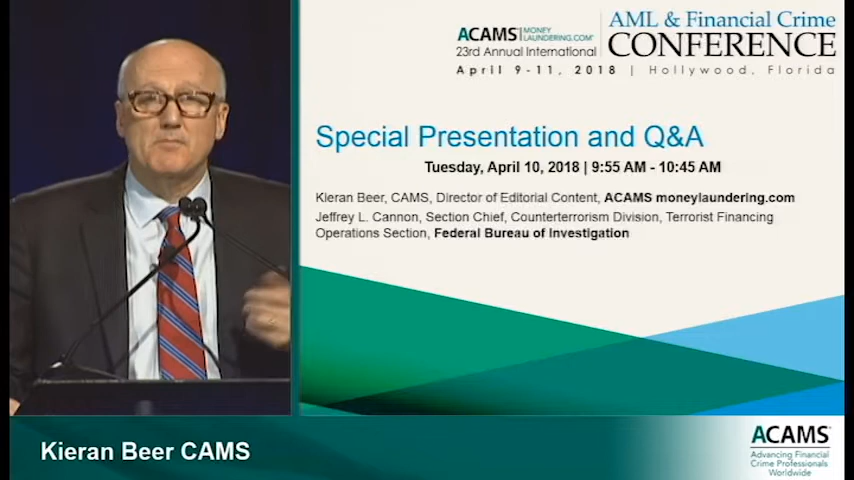 ACAMS | MONEY LAUNDERING.COM®
23rd Annual International
AML & Financial Crime
CONFERENCE
April 9-11, 2018 | Hollywood, Florida
Special Presentation and Q&A
Tuesday, April 10, 2018 | 9:55 AM - 10:45 AM
Kieran Beer, CAMS, Director of Editorial Content, ACAMS moneylaundering.com
Jeffrey L. Cannon, Section Chief, Counterterrorism Division, Terrorist Financing
Operations Section, Federal Bureau of Investigation
Kieran Beer CAMS
ACAMS®
Advancing Financial
Crime Professionals
Worldwide